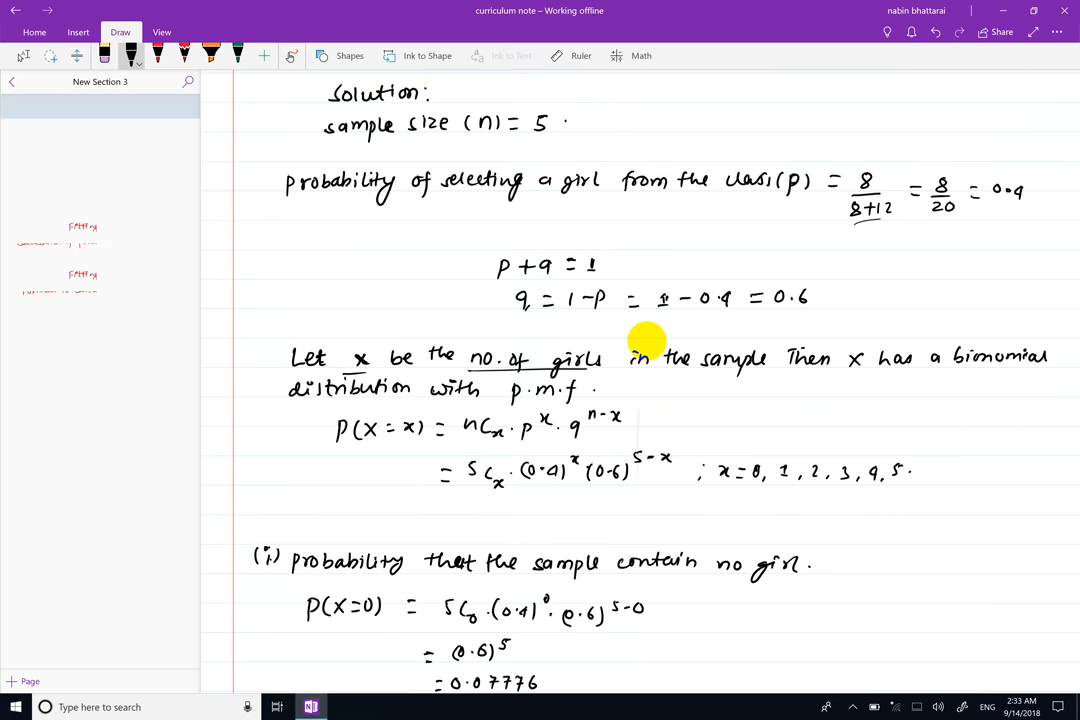 curriculum note – Working offline
nabin bhattarai
Home Insert Draw View
Share
Shapes Ink to Shape Ink to Text Ruler Math
New Section 3
Solution:
sample size (n) = 5
probability of selecting a girl from the class (p) = 8/(8+12) = 8/20 = 0.4
p + q = 1
q = 1 - p = 1 - 0.4 = 0.6
Let x be the no. of girls in the sample Then x has a binomial
distribution with p.m.f.
P(X = x) = nCx . p^x . q^(n-x)
= 5Cx . (0.4)^x (0.6)^(5-x) ; x = 0, 1, 2, 3, 4, 5.
(i) probability that the sample contain no girl.
P(X=0) = 5C0 . (0.4)^0 . (0.6)^(5-0)
= (0.6)^5
= 0.07776
Fitting
Fitting
Page
Type here to search
ENG
2:33 AM
9/14/2018